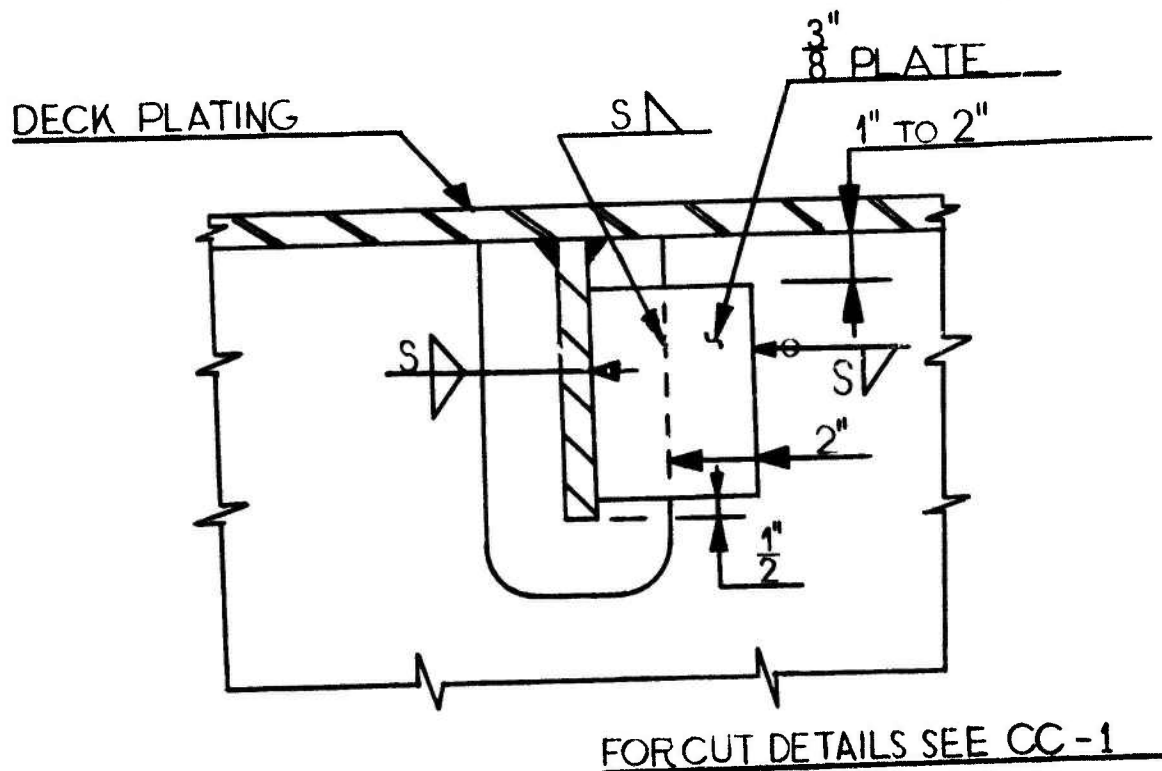 3"
8 PLATE
DECK PLATING
S
1" TO 2"
S
S
2"
1"
2
FOR CUT DETAILS SEE CC-1